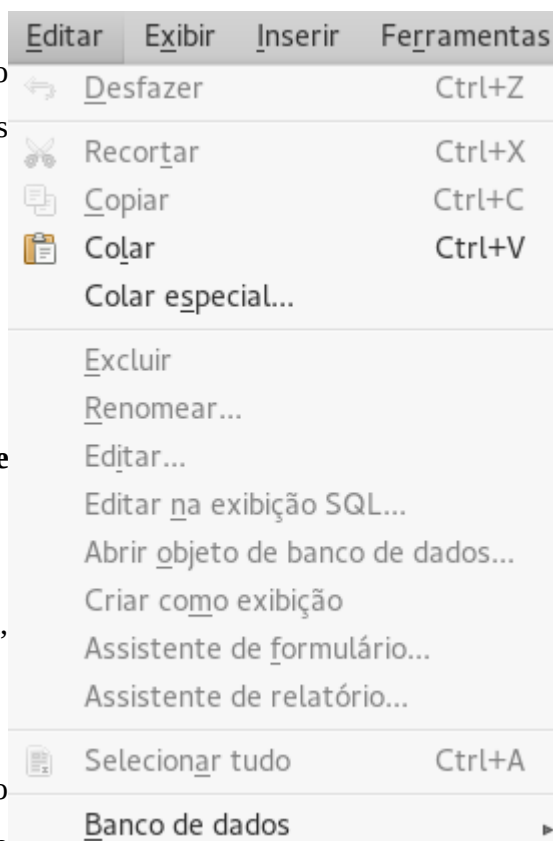 Editar Exibir Inserir Ferramentas
Desfazer Ctrl+Z
Recortar Ctrl+X
Copiar Ctrl+C
Colar Ctrl+V
Colar especial...
Excluir
Renomear...
Editar...
Editar na exibição SQL...
Abrir objeto de banco de dados...
Criar como exibição
Assistente de formulário...
Assistente de relatório...
Selecionar tudo Ctrl+A
Banco de dados